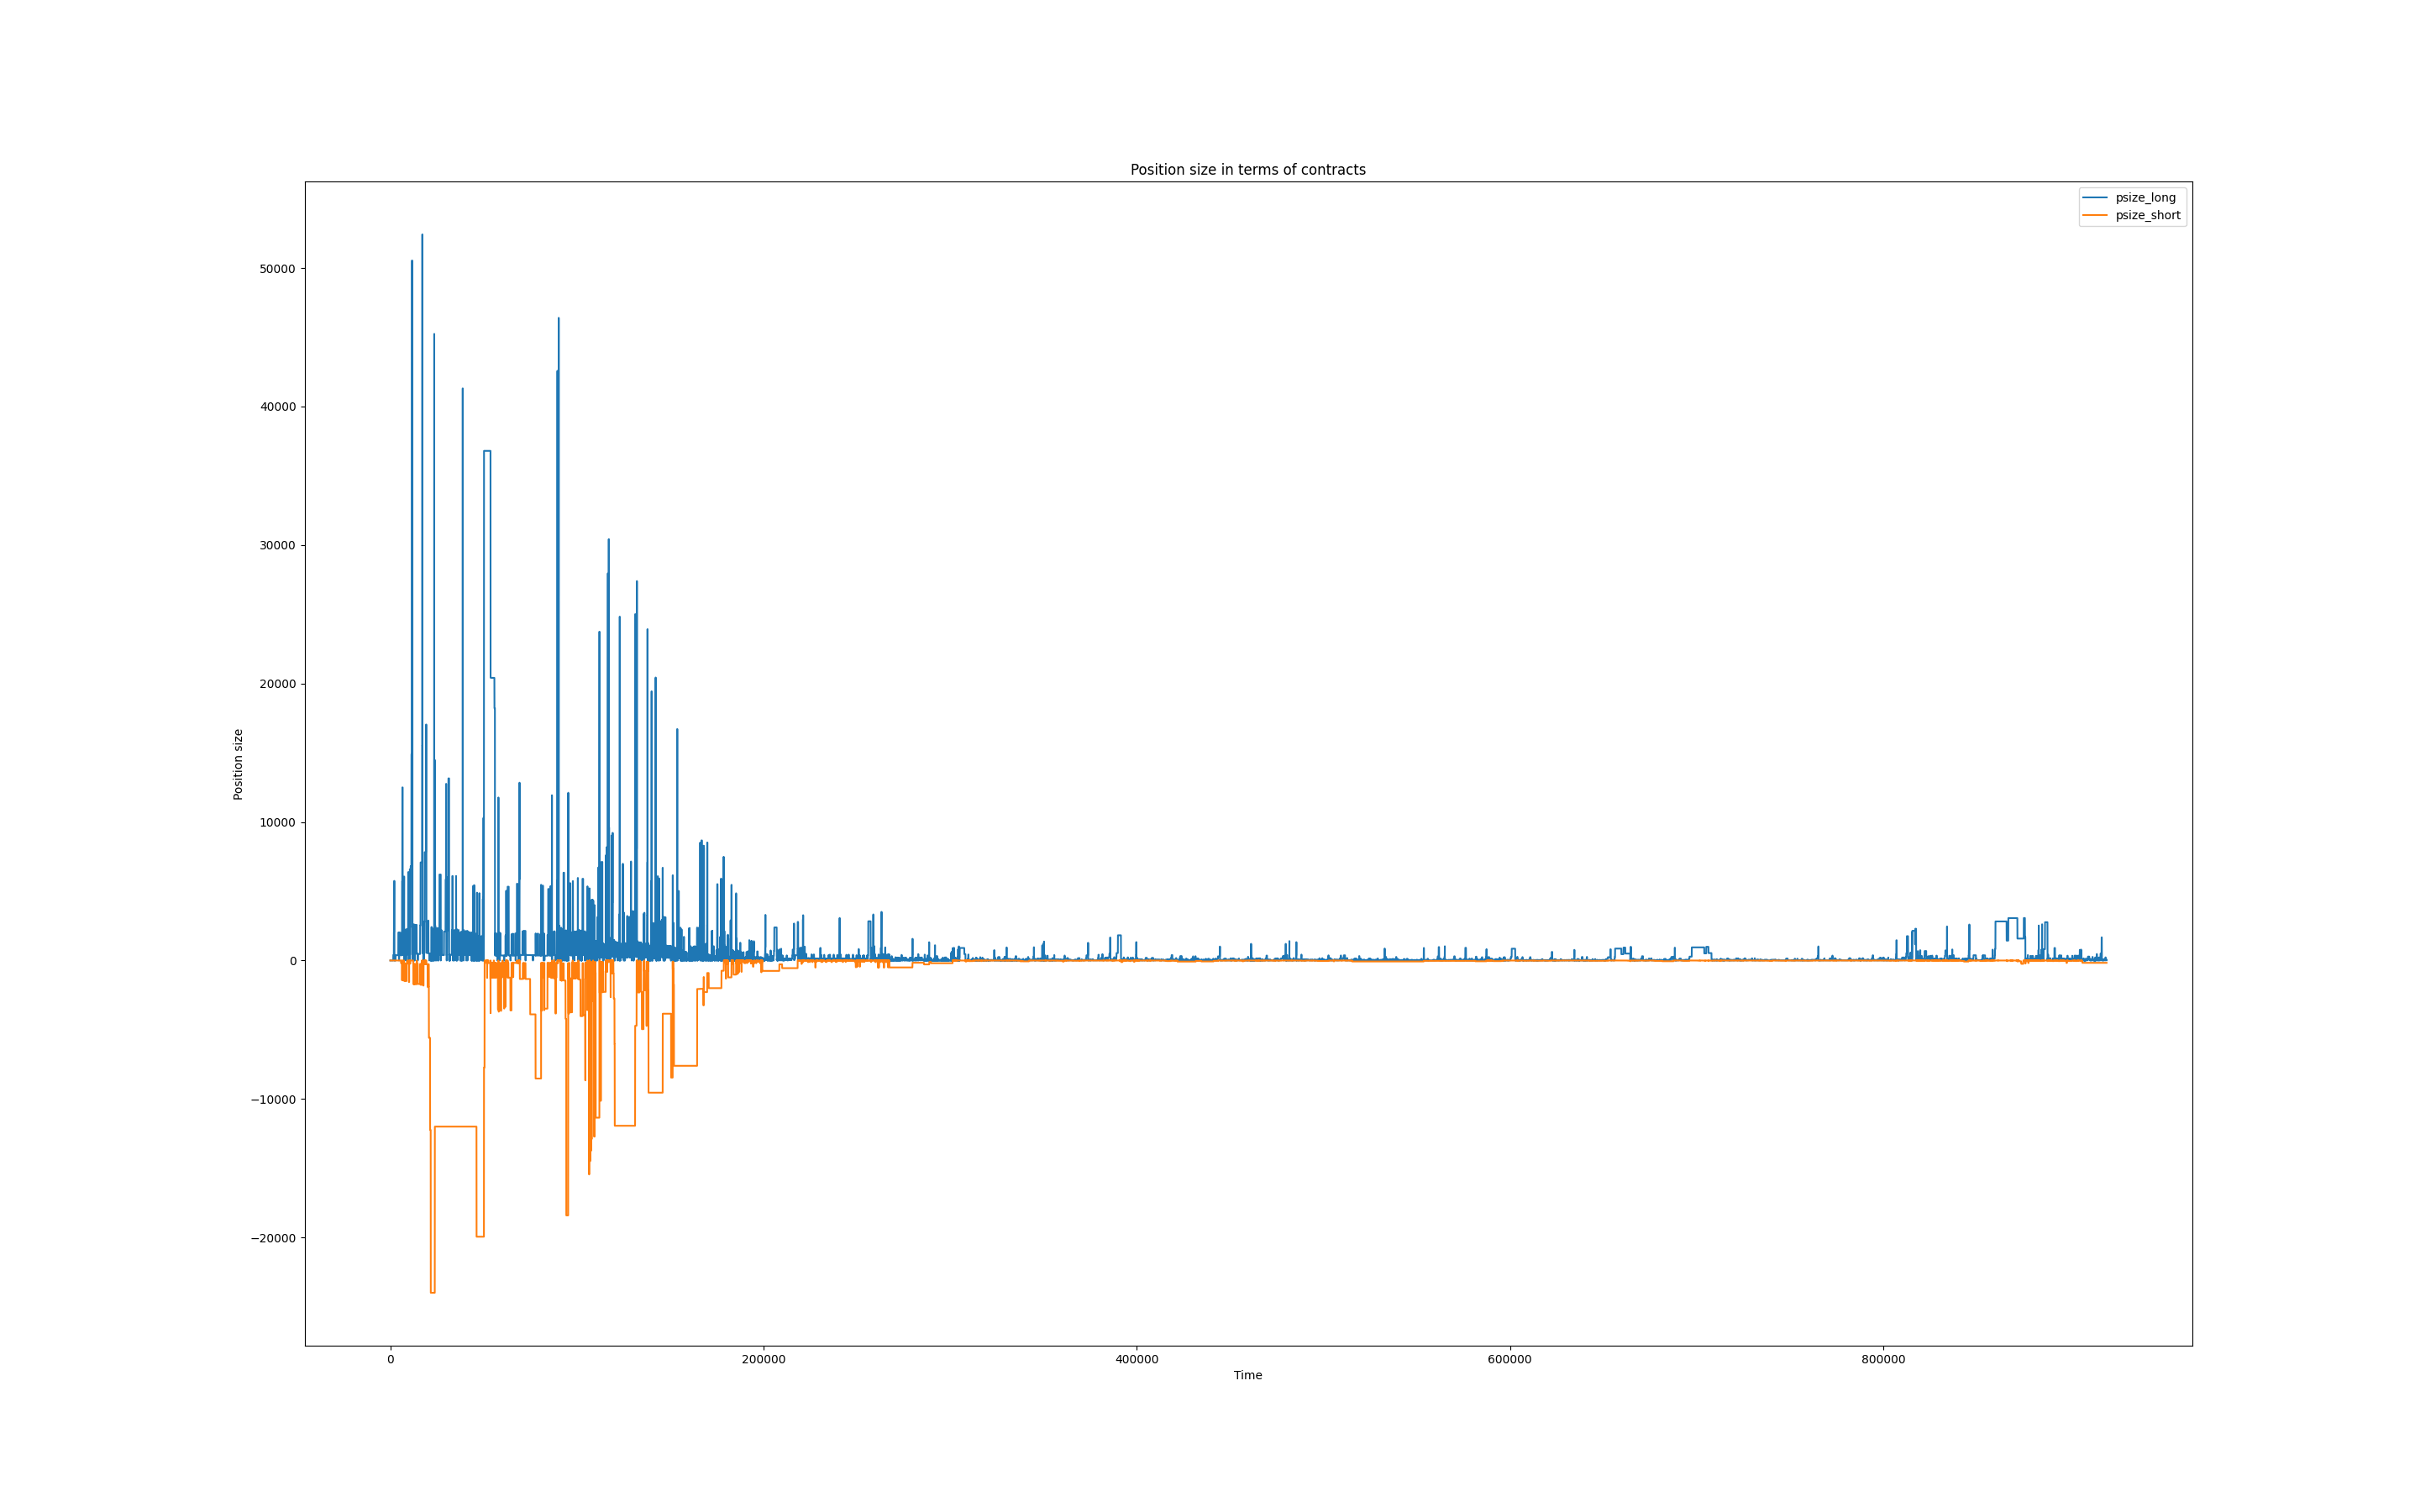 Position size in terms of contracts
psize_long
psize_short
50000
40000
30000
20000
10000
0
−10000
−20000
Position size
0 200000 400000 600000 800000
Time